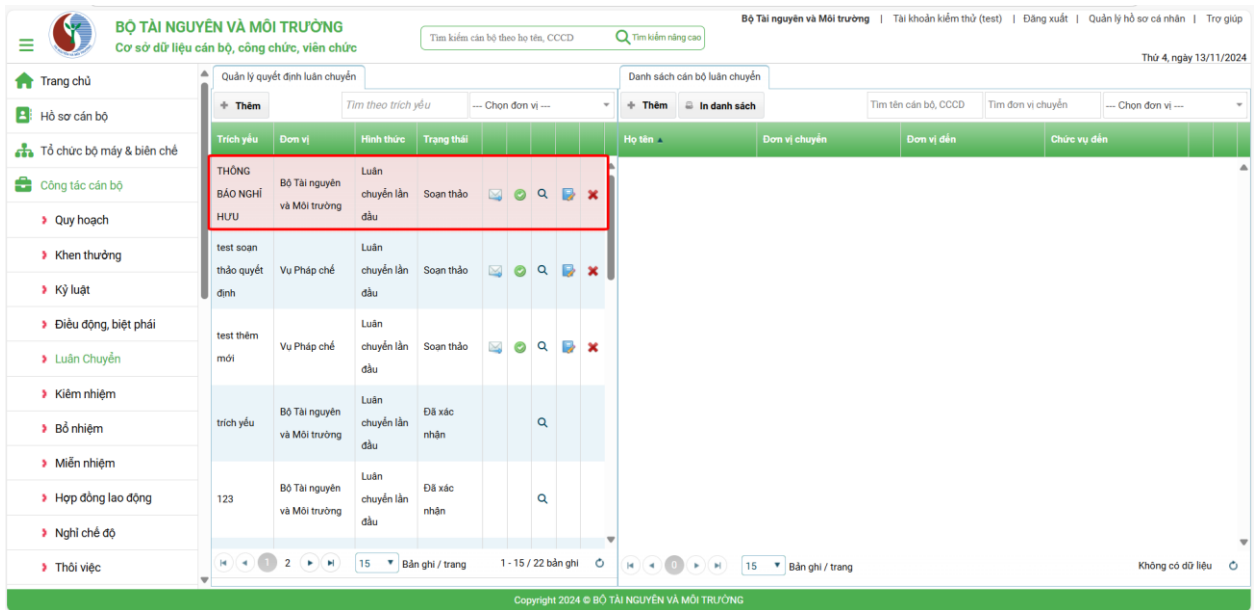 BỘ TÀI NGUYÊN VÀ MÔI TRƯỜNG
Cơ sở dữ liệu cán bộ, công chức, viên chức
Tìm kiếm cán bộ theo họ tên, CCCD
Tìm kiếm nâng cao
Bộ Tài nguyên và Môi trường | Tài khoản kiểm thử (test) | Đăng xuất | Quản lý hồ sơ cá nhân | Trợ giúp
Thứ 4, ngày 13/11/2024
Trang chủ
Hồ sơ cán bộ
Tổ chức bộ máy & biên chế
Công tác cán bộ
Quy hoạch
Khen thưởng
Kỷ luật
Điều động, biệt phái
Luân Chuyển
Kiêm nhiệm
Bổ nhiệm
Miễn nhiệm
Hợp đồng lao động
Nghỉ chế độ
Thôi việc
Quản lý quyết định luân chuyển
Thêm
Tìm theo trích yếu
--- Chọn đơn vị ---
Trích yếu Đơn vị Hình thức Trạng thái
THÔNG BÁO NGHỈ HƯU
Bộ Tài nguyên và Môi trường
Luân chuyển lần đầu
Soạn thảo
test soạn thảo quyết định
Vụ Pháp chế
Luân chuyển lần đầu
Soạn thảo
test thêm mới
Vụ Pháp chế
Luân chuyển lần đầu
Soạn thảo
trích yếu
Bộ Tài nguyên và Môi trường
Luân chuyển lần đầu
Đã xác nhận
123
Bộ Tài nguyên và Môi trường
Luân chuyển lần đầu
Đã xác nhận
1 2 15 Bản ghi / trang 1 - 15 / 22 bản ghi
Danh sách cán bộ luân chuyển
Thêm In danh sách
Tìm tên cán bộ, CCCD
Tìm đơn vị chuyển
--- Chọn đơn vị ---
Họ tên Đơn vị chuyển Đơn vị đến Chức vụ đến
0 15 Bản ghi / trang Không có dữ liệu
Copyright 2024 © BỘ TÀI NGUYÊN VÀ MÔI TRƯỜNG